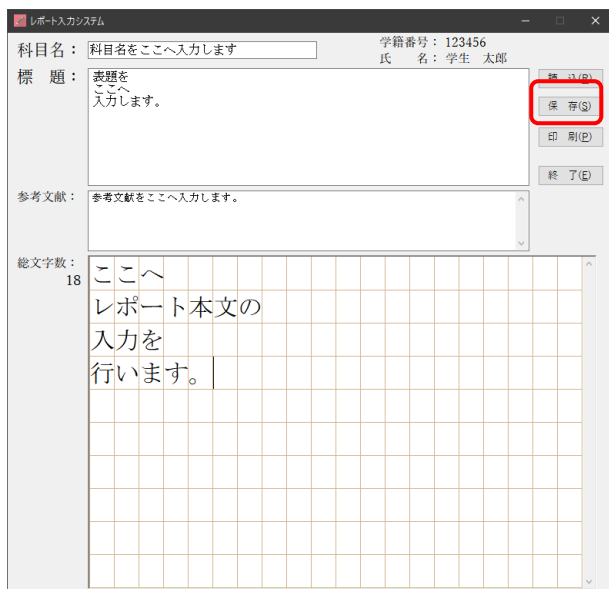 レポート入力システム
科目名： 科目名をここへ入力します
学籍番号： 123456
氏　名： 学生　太郎
標　題： 表題を
ここへ
入力します。
読　込(R)
保　存(S)
印　刷(P)
終　了(E)
参考文献： 参考文献をここへ入力します。
総文字数：
18
ここへ
レポート本文の
入力を
行います。